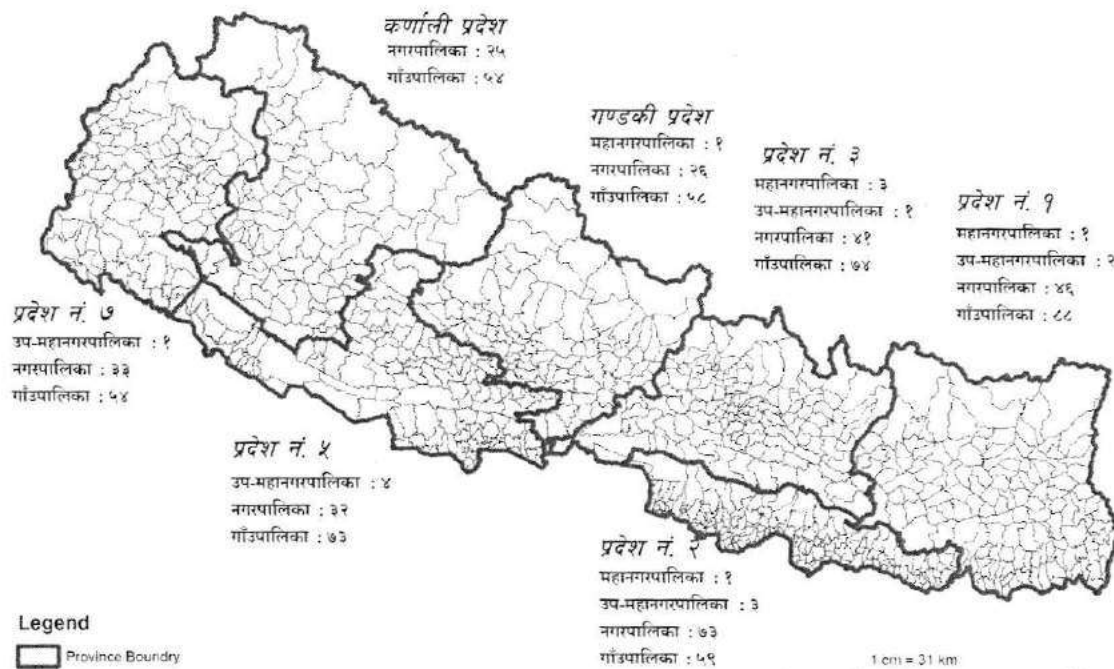 कर्णाली प्रदेश
नगरपालिका : २५
गाँउपालिका : ५४
गण्डकी प्रदेश
महानगरपालिका : १
नगरपालिका : २६
गाँउपालिका : ५८
प्रदेश नं. ३
महानगरपालिका : ३
उप-महानगरपालिका : १
नगरपालिका : ४१
गाँउपालिका : ७४
प्रदेश नं. १
महानगरपालिका : १
उप-महानगरपालिका : २
नगरपालिका : ४६
गाँउपालिका : ८८
प्रदेश नं. ७
उप-महानगरपालिका : १
नगरपालिका : ३३
गाँउपालिका : ५४
प्रदेश नं. ५
उप-महानगरपालिका : ४
नगरपालिका : ३२
गाँउपालिका : ७३
प्रदेश नं. २
महानगरपालिका : १
उप-महानगरपालिका : ३
नगरपालिका : ७३
गाँउपालिका : ५९
Legend
Province Boundry
1 cm = 31 km